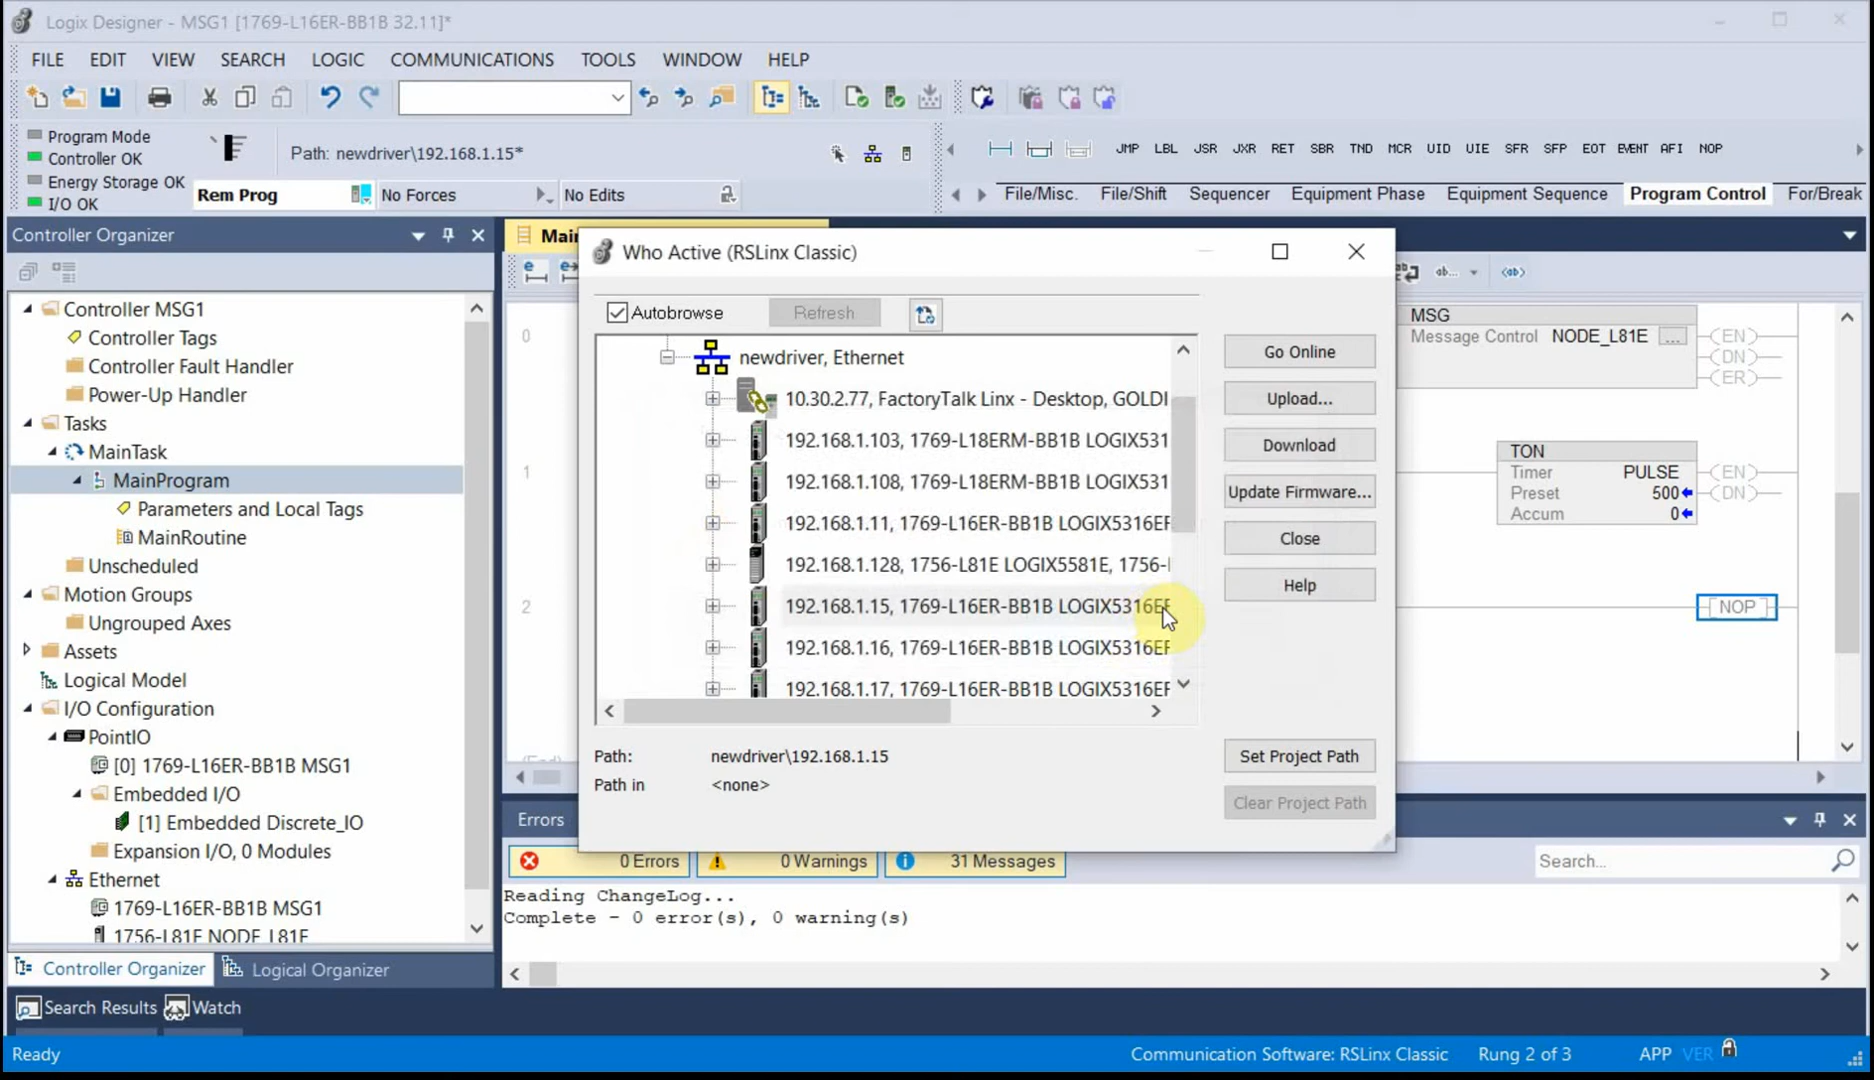 Logix Designer - MSG1 [1769-L16ER-BB1B 32.11]*
FILE EDIT VIEW SEARCH LOGIC COMMUNICATIONS TOOLS WINDOW HELP
Program Mode
Controller OK
Energy Storage OK
I/O OK
Path: newdriver\192.168.1.15*
Rem Prog No Forces No Edits
JMP LBL JSR JXR RET SBR TND MCR UID UIE SFR SFP EOT EVENT AFI NOP
File/Misc. File/Shift Sequencer Equipment Phase Equipment Sequence Program Control For/Break
Controller Organizer
Controller MSG1
Controller Tags
Controller Fault Handler
Power-Up Handler
Tasks
MainTask
MainProgram
Parameters and Local Tags
MainRoutine
Unscheduled
Motion Groups
Ungrouped Axes
Assets
Logical Model
I/O Configuration
PointIO
[0] 1769-L16ER-BB1B MSG1
Embedded I/O
[1] Embedded Discrete_IO
Expansion I/O, 0 Modules
Ethernet
1769-L16ER-BB1B MSG1
1756-L81E NODE_L81E
Controller Organizer Logical Organizer
Search Results Watch
Ready
Mai
0
1
2
(End)
Who Active (RSLinx Classic)
Autobrowse Refresh
newdriver, Ethernet
10.30.2.77, FactoryTalk Linx - Desktop, GOLDI
192.168.1.103, 1769-L18ERM-BB1B LOGIX531
192.168.1.108, 1769-L18ERM-BB1B LOGIX531
192.168.1.11, 1769-L16ER-BB1B LOGIX5316EF
192.168.1.128, 1756-L81E LOGIX5581E, 1756-
192.168.1.15, 1769-L16ER-BB1B LOGIX5316EF
192.168.1.16, 1769-L16ER-BB1B LOGIX5316EF
192.168.1.17, 1769-L16ER-BB1B LOGIX5316EF
Go Online
Upload...
Download
Update Firmware...
Close
Help
Path: newdriver\192.168.1.15
Path in <none>
Set Project Path
Clear Project Path
ab...
MSG
Message Control NODE_L81E ...
EN
DN
ER
TON
Timer PULSE
Preset 500
Accum 0
EN
DN
NOP
Errors
0 Errors 0 Warnings 31 Messages
Search...
Reading ChangeLog...
Complete - 0 error(s), 0 warning(s)
Communication Software: RSLinx Classic Rung 2 of 3 APP VER